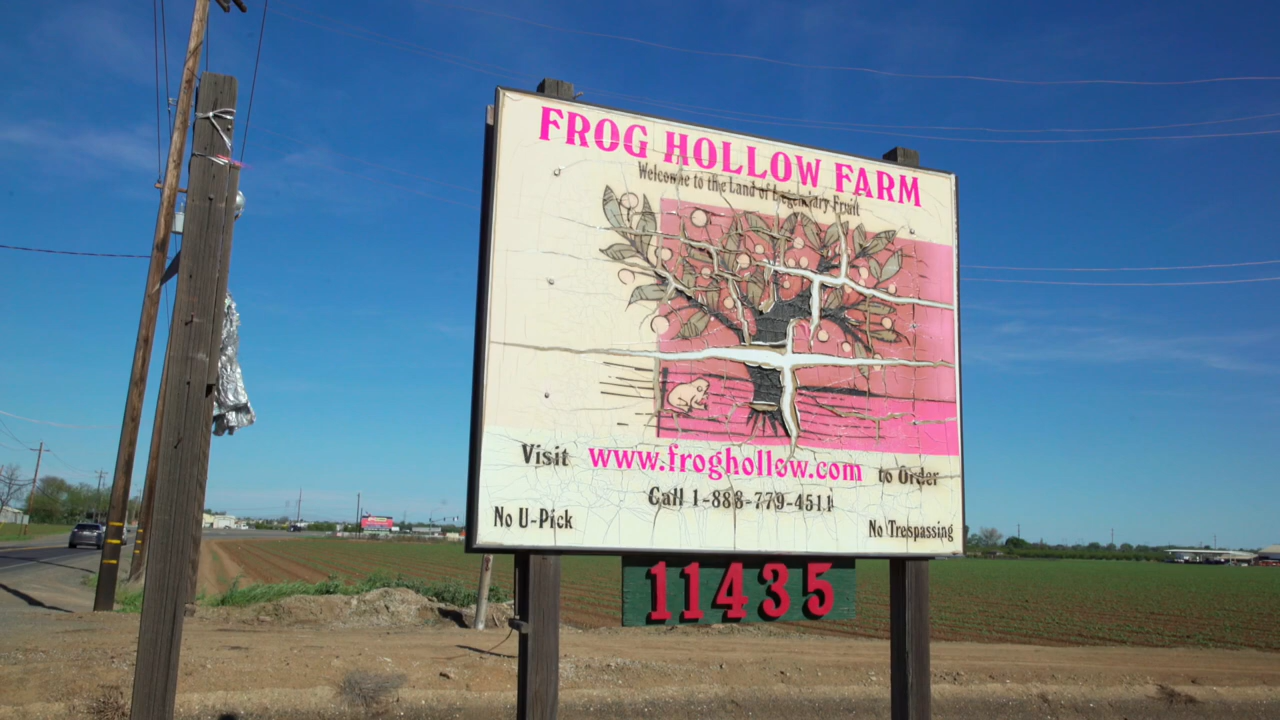 FROG HOLLOW FARM
Welcome to the Land of Legendary Fruit
Visit www.froghollow.com to Order
Call 1-888-779-4511
No U-Pick
No Trespassing
11435